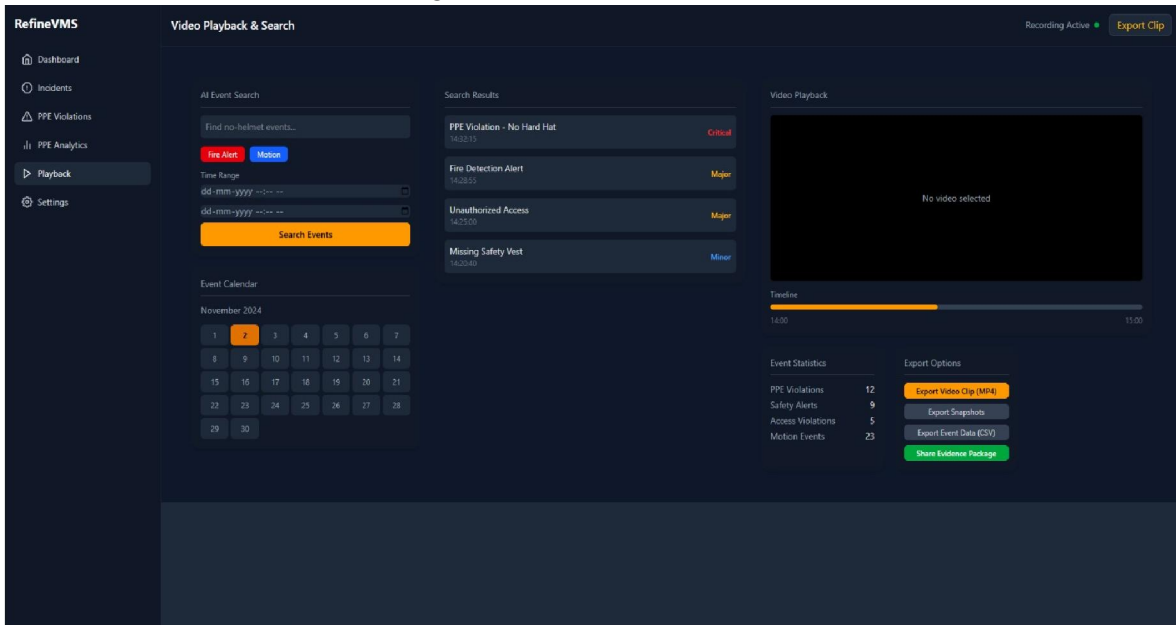 RefineVMS
Dashboard
Incidents
PPE Violations
PPE Analytics
Playback
Settings
Video Playback & Search
Recording Active
Export Clip
AI Event Search
Find no-helmet events...
Fire Alert
Motion
Time Range
dd-mm-yyyy --:-- --
dd-mm-yyyy --:-- --
Search Events
Event Calendar
November 2024
1 2 3 4 5 6 7
8 9 10 11 12 13 14
15 16 17 18 19 20 21
22 23 24 25 26 27 28
29 30
Search Results
PPE Violation - No Hard Hat
14:32:15
Critical
Fire Detection Alert
14:28:55
Major
Unauthorized Access
14:25:00
Major
Missing Safety Vest
14:20:40
Minor
Video Playback
No video selected
Timeline
14:00 15:00
Event Statistics
PPE Violations 12
Safety Alerts 9
Access Violations 5
Motion Events 23
Export Options
Export Video Clip (MP4)
Export Snapshots
Export Event Data (CSV)
Share Evidence Package